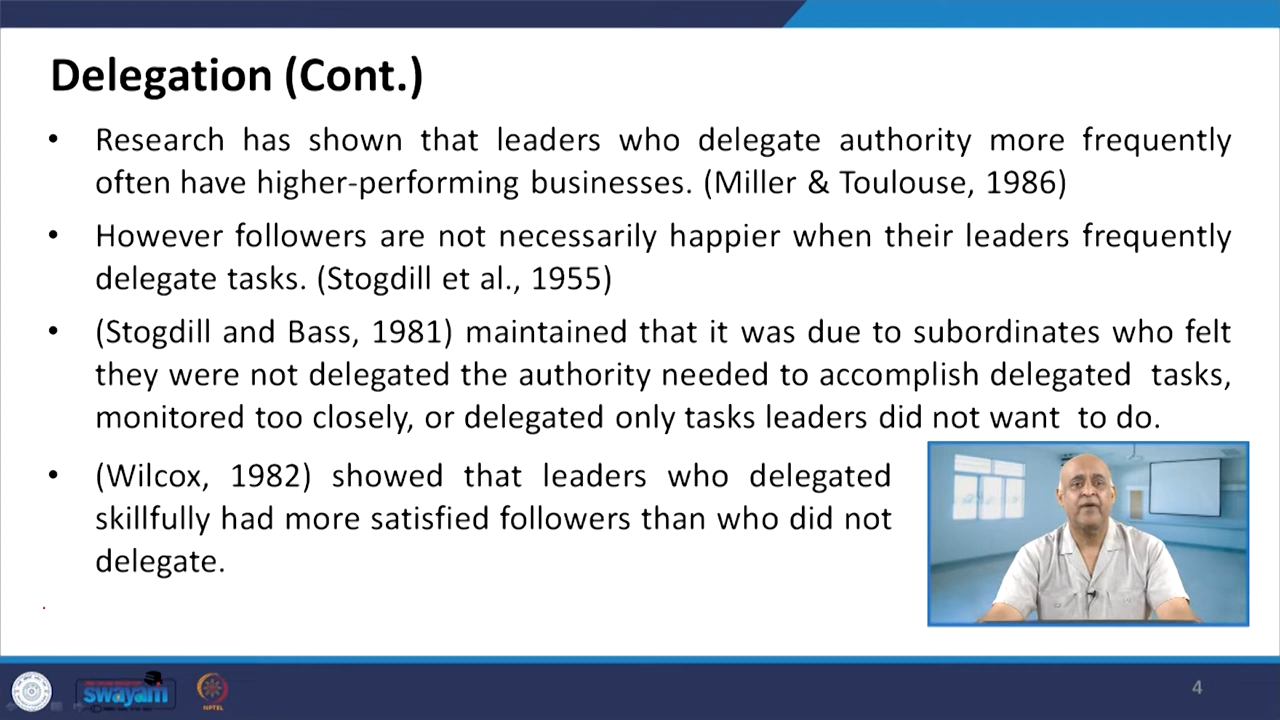 Delegation (Cont.)
• Research has shown that leaders who delegate authority more frequently
often have higher-performing businesses. (Miller & Toulouse, 1986)
• However followers are not necessarily happier when their leaders frequently
delegate tasks. (Stogdill et al., 1955)
• (Stogdill and Bass, 1981) maintained that it was due to subordinates who felt
they were not delegated the authority needed to accomplish delegated tasks,
monitored too closely, or delegated only tasks leaders did not want to do.
• (Wilcox, 1982) showed that leaders who delegated
skillfully had more satisfied followers than who did not
delegate.
swayam
NPTEL
4